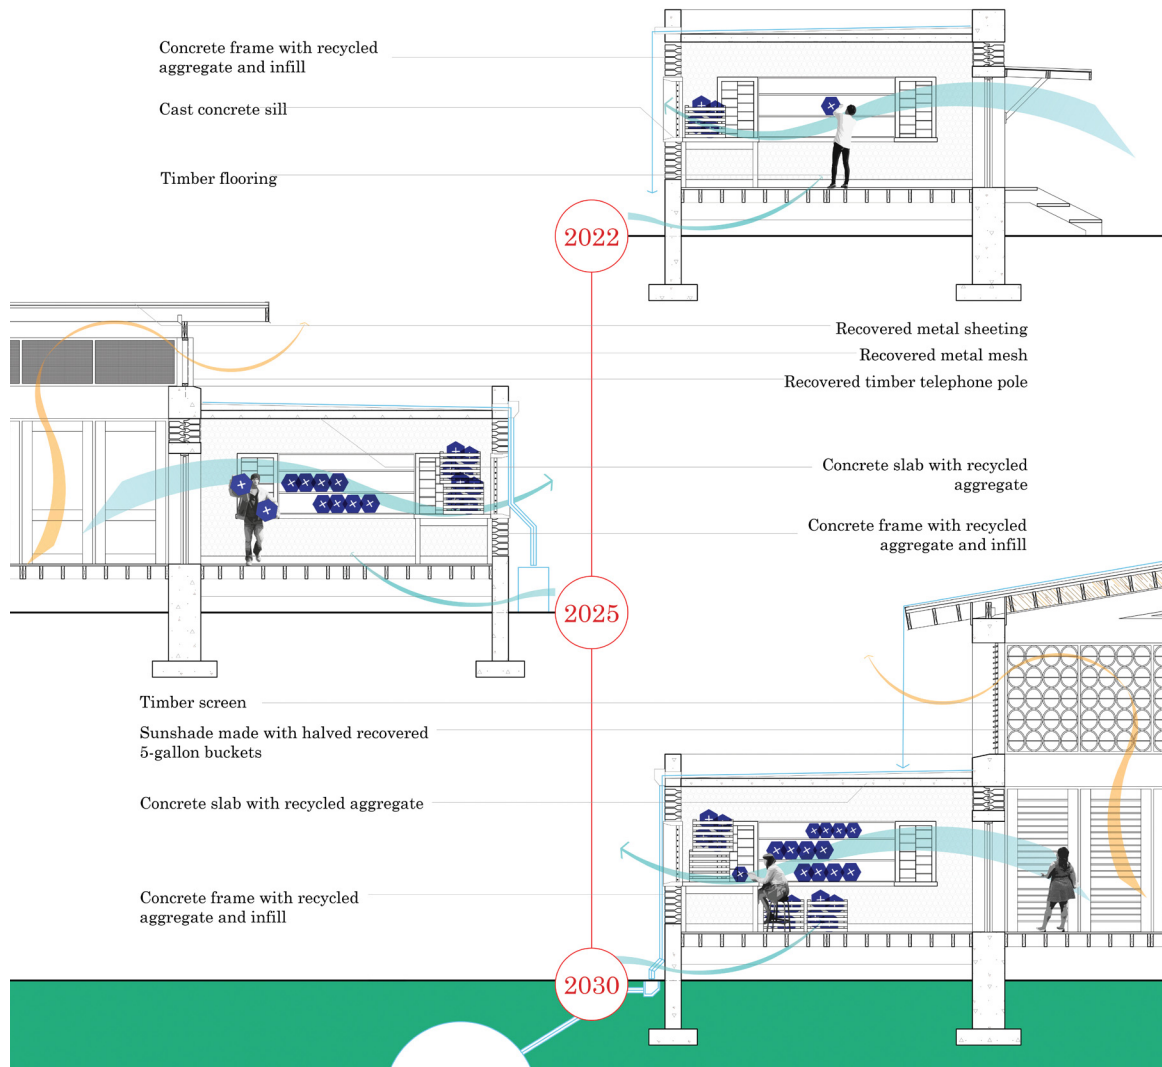 Concrete frame with recycled
aggregate and infill
Cast concrete sill
Timber flooring
2022
Recovered metal sheeting
Recovered metal mesh
Recovered timber telephone pole
Concrete slab with recycled
aggregate
Concrete frame with recycled
aggregate and infill
2025
Timber screen
Sunshade made with halved recovered
5-gallon buckets
Concrete slab with recycled aggregate
Concrete frame with recycled
aggregate and infill
2030